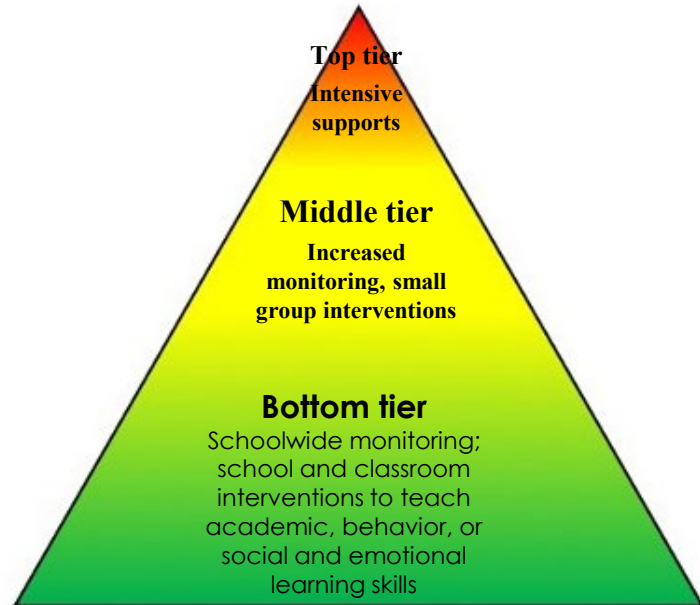 Top tier
Intensive
supports
Middle tier
Increased
monitoring, small
group interventions
Bottom tier
Schoolwide monitoring;
school and classroom
interventions to teach
academic, behavior, or
social and emotional
learning skills